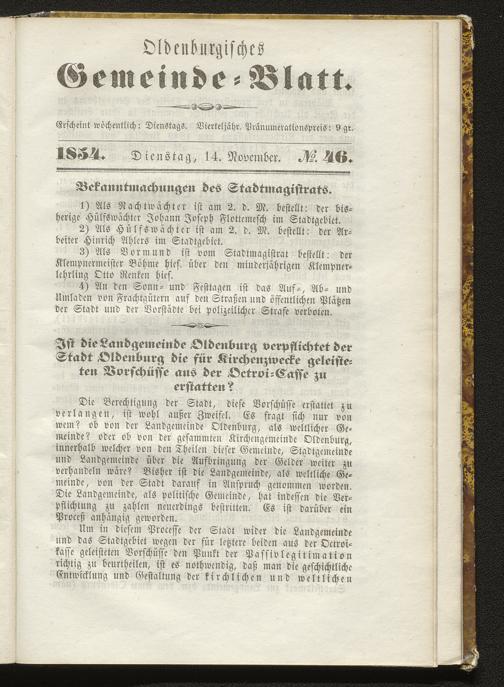 Oldenburgisches
Gemeinde-Blatt.
Erscheint wöchentlich: Dienstags. Vierteljähr. Pränumerationspreis: 9 gr.
1854. Dienstag, 14. November. №. 46.
Bekanntmachungen des Stadtmagistrats.
1) Als Nachtwächter ist am 2. d. M. bestellt: der bis-
herige Hülfswächter Johann Joseph Flottemesch im Stadtgebiet.
2) Als Hülfswächter ist am 2. d. M. bestellt: der Ar-
beiter Hinrich Ahlers im Stadtgebiet.
3) Als Vormund ist vom Stadtmagistrat bestellt: der
Klempnermeister Böhme hies. über den minderjährigen Klempner-
lehrling Otto Renken hies.
4) An den Sonn- und Festtagen ist das Auf-, Ab- und
Umladen von Frachtgütern auf den Straßen und öffentlichen Plätzen
der Stadt und der Vorstädte bei polizeilicher Strafe verboten.
Ist die Landgemeinde Oldenburg verpflichtet der
Stadt Oldenburg die für Kirchenzwecke geleiste-
ten Vorschüsse aus der Octroi-Casse zu
erstatten?
Die Berechtigung der Stadt, diese Vorschüsse erstattet zu
verlangen, ist wohl außer Zweifel. Es fragt sich nur von
wem? ob von der Landgemeinde Oldenburg, als weltlicher Ge-
meinde? oder ob von der gesammten Kirchengemeinde Oldenburg,
innerhalb welcher von den Theilen dieser Gemeinde, Stadtgemeinde
und Landgemeinde über die Aufbringung der Gelder weiter zu
verhandeln wäre? Bisher ist die Landgemeinde, als weltliche Ge-
meinde, von der Stadt darauf in Anspruch genommen worden.
Die Landgemeinde, als politische Gemeinde, hat indessen die Ver-
pflichtung zu zahlen neuerdings bestritten. Es ist darüber ein
Proceß anhängig geworden.
Um in diesem Processe der Stadt wider die Landgemeinde
und das Stadtgebiet wegen der für letztere beiden aus der Octroi-
kasse geleisteten Vorschüsse den Punkt der Passivlegitimation
richtig zu beurtheilen, ist es nothwendig, daß man die geschichtliche
Entwicklung und Gestaltung der kirchlichen und weltlichen